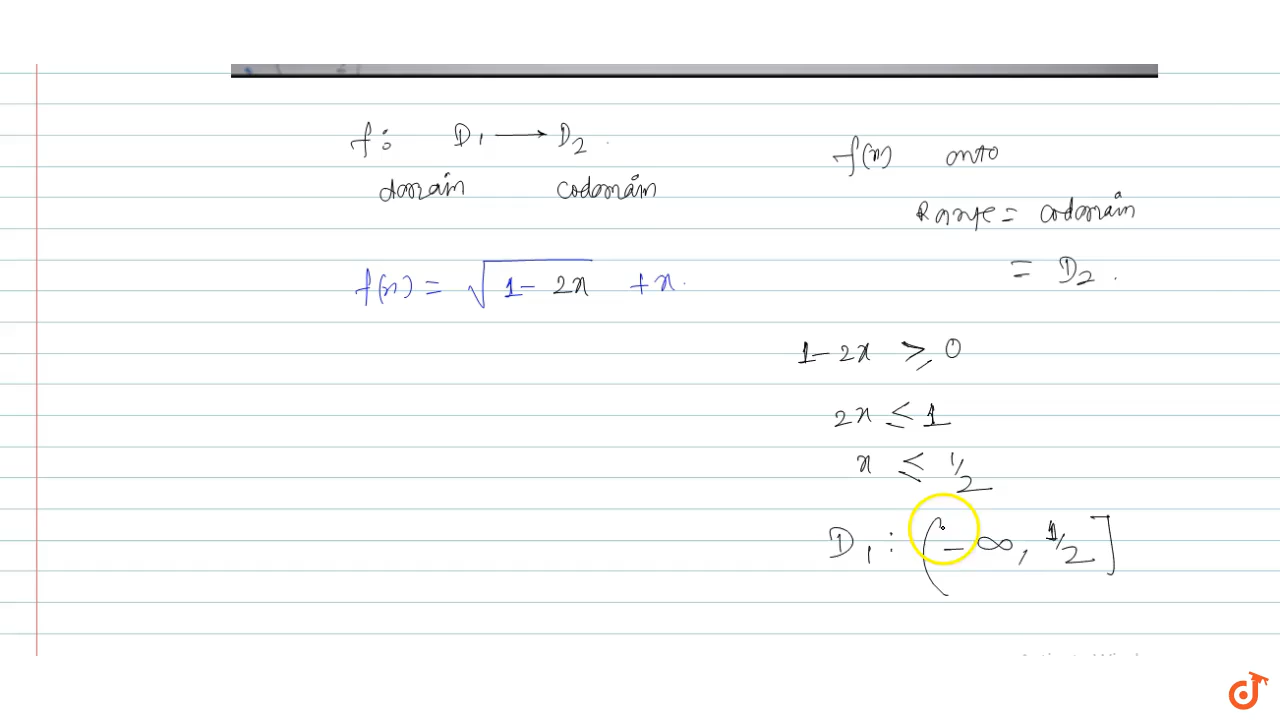 f: D₁ ⟶ D₂ .
domain codomain
f(x) = √(1 - 2x) + x.
f(x) onto
Range = codomain
= D₂ .
1 - 2x ≥ 0
2x ≤ 1
x ≤ 1/2
D₁ : (-∞, 1/2]